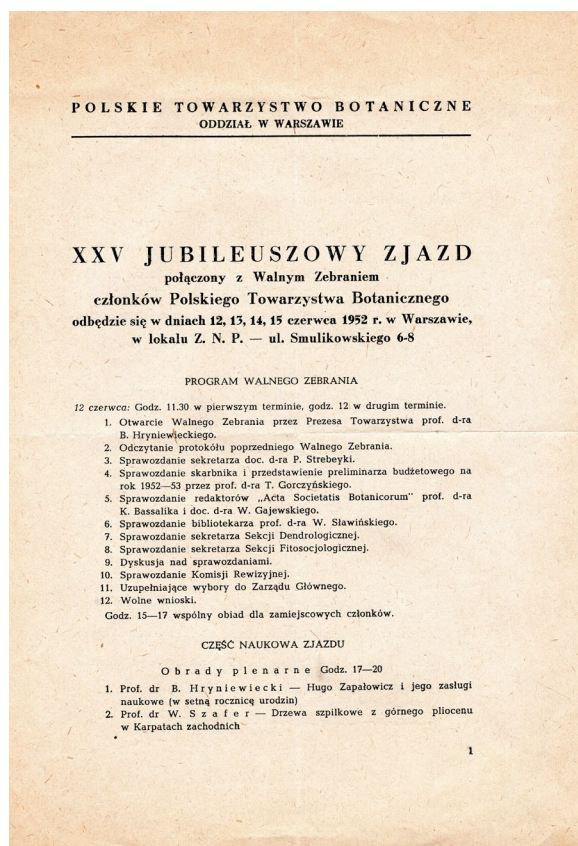 POLSKIE TOWARZYSTWO BOTANICZNE
ODDZIAŁ W WARSZAWIE
XXV JUBILEUSZOWY ZJAZD
połączony z Walnym Zebraniem
członków Polskiego Towarzystwa Botanicznego
odbędzie się w dniach 12, 13, 14, 15 czerwca 1952 r. w Warszawie,
w lokalu Z. N. P. — ul. Smulikowskiego 6-8
PROGRAM WALNEGO ZEBRANIA
12 czerwca: Godz. 11.30 w pierwszym terminie, godz. 12 w drugim terminie.
1. Otwarcie Walnego Zebrania przez Prezesa Towarzystwa prof. d-ra
B. Hryniewieckiego.
2. Odczytanie protokółu poprzedniego Walnego Zebrania.
3. Sprawozdanie sekretarza doc. d-ra P. Strebeyki.
4. Sprawozdanie skarbnika i przedstawienie preliminarza budżetowego na
rok 1952—53 przez prof. d-ra T. Gorczyńskiego.
5. Sprawozdanie redaktorów „Acta Societatis Botanicorum" prof. d-ra
K. Bassalika i doc. d-ra W. Gajewskiego.
6. Sprawozdanie bibliotekarza prof. d-ra W. Sławińskiego.
7. Sprawozdanie sekretarza Sekcji Dendrologicznej.
8. Sprawozdanie sekretarza Sekcji Fitosocjologicznej.
9. Dyskusja nad sprawozdaniami.
10. Sprawozdanie Komisji Rewizyjnej.
11. Uzupełniające wybory do Zarządu Głównego.
12. Wolne wnioski.
Godz. 15—17 wspólny obiad dla zamiejscowych członków.
CZĘŚĆ NAUKOWA ZJAZDU
Obrady plenarne Godz. 17—20
1. Prof. dr B. Hryniewiecki — Hugo Zapałowicz i jego zasługi
naukowe (w setną rocznicę urodzin)
2. Prof. dr W. Szafer — Drzewa szpilkowe z górnego pliocenu
w Karpatach zachodnich
1